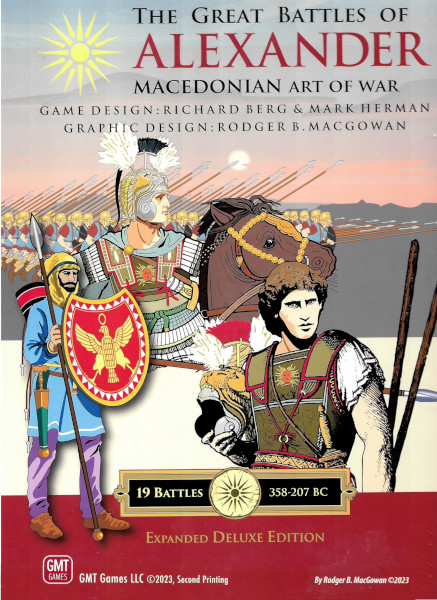 THE GREAT BATTLES OF
ALEXANDER
MACEDONIAN ART OF WAR
GAME DESIGN: RICHARD BERG & MARK HERMAN
GRAPHIC DESIGN: RODGER B. MACGOWAN
19 BATTLES 358-207 BC
EXPANDED DELUXE EDITION
GMT
GAMES
GMT Games LLC ©2023, Second Printing
By Rodger B. MacGowan ©2023